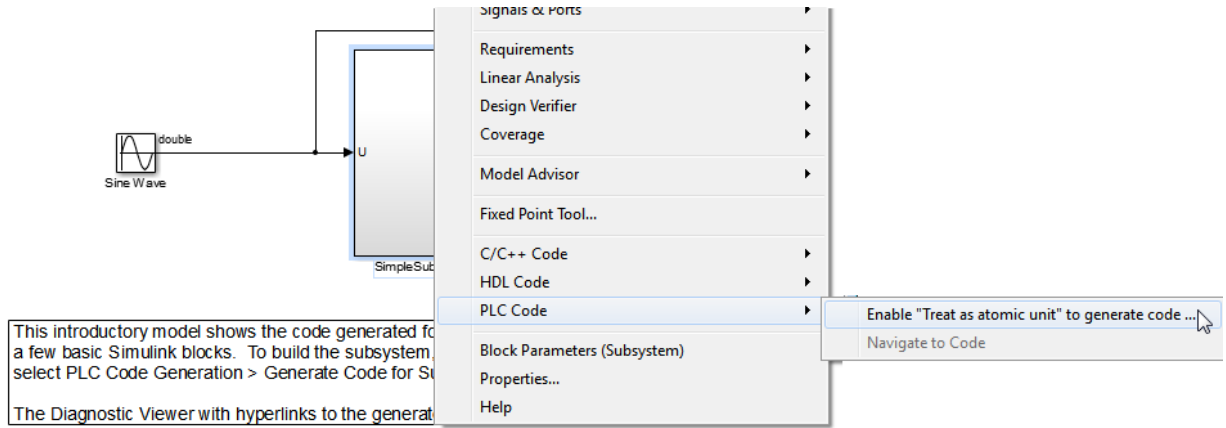 Signals & Ports
Requirements
Linear Analysis
Design Verifier
Coverage
Model Advisor
Fixed Point Tool...
C/C++ Code
HDL Code
PLC Code
Block Parameters (Subsystem)
Properties...
Help
Enable "Treat as atomic unit" to generate code ...
Navigate to Code
double
Sine Wave
U
SimpleSub
This introductory model shows the code generated fo
a few basic Simulink blocks. To build the subsystem,
select PLC Code Generation > Generate Code for Su
The Diagnostic Viewer with hyperlinks to the generat